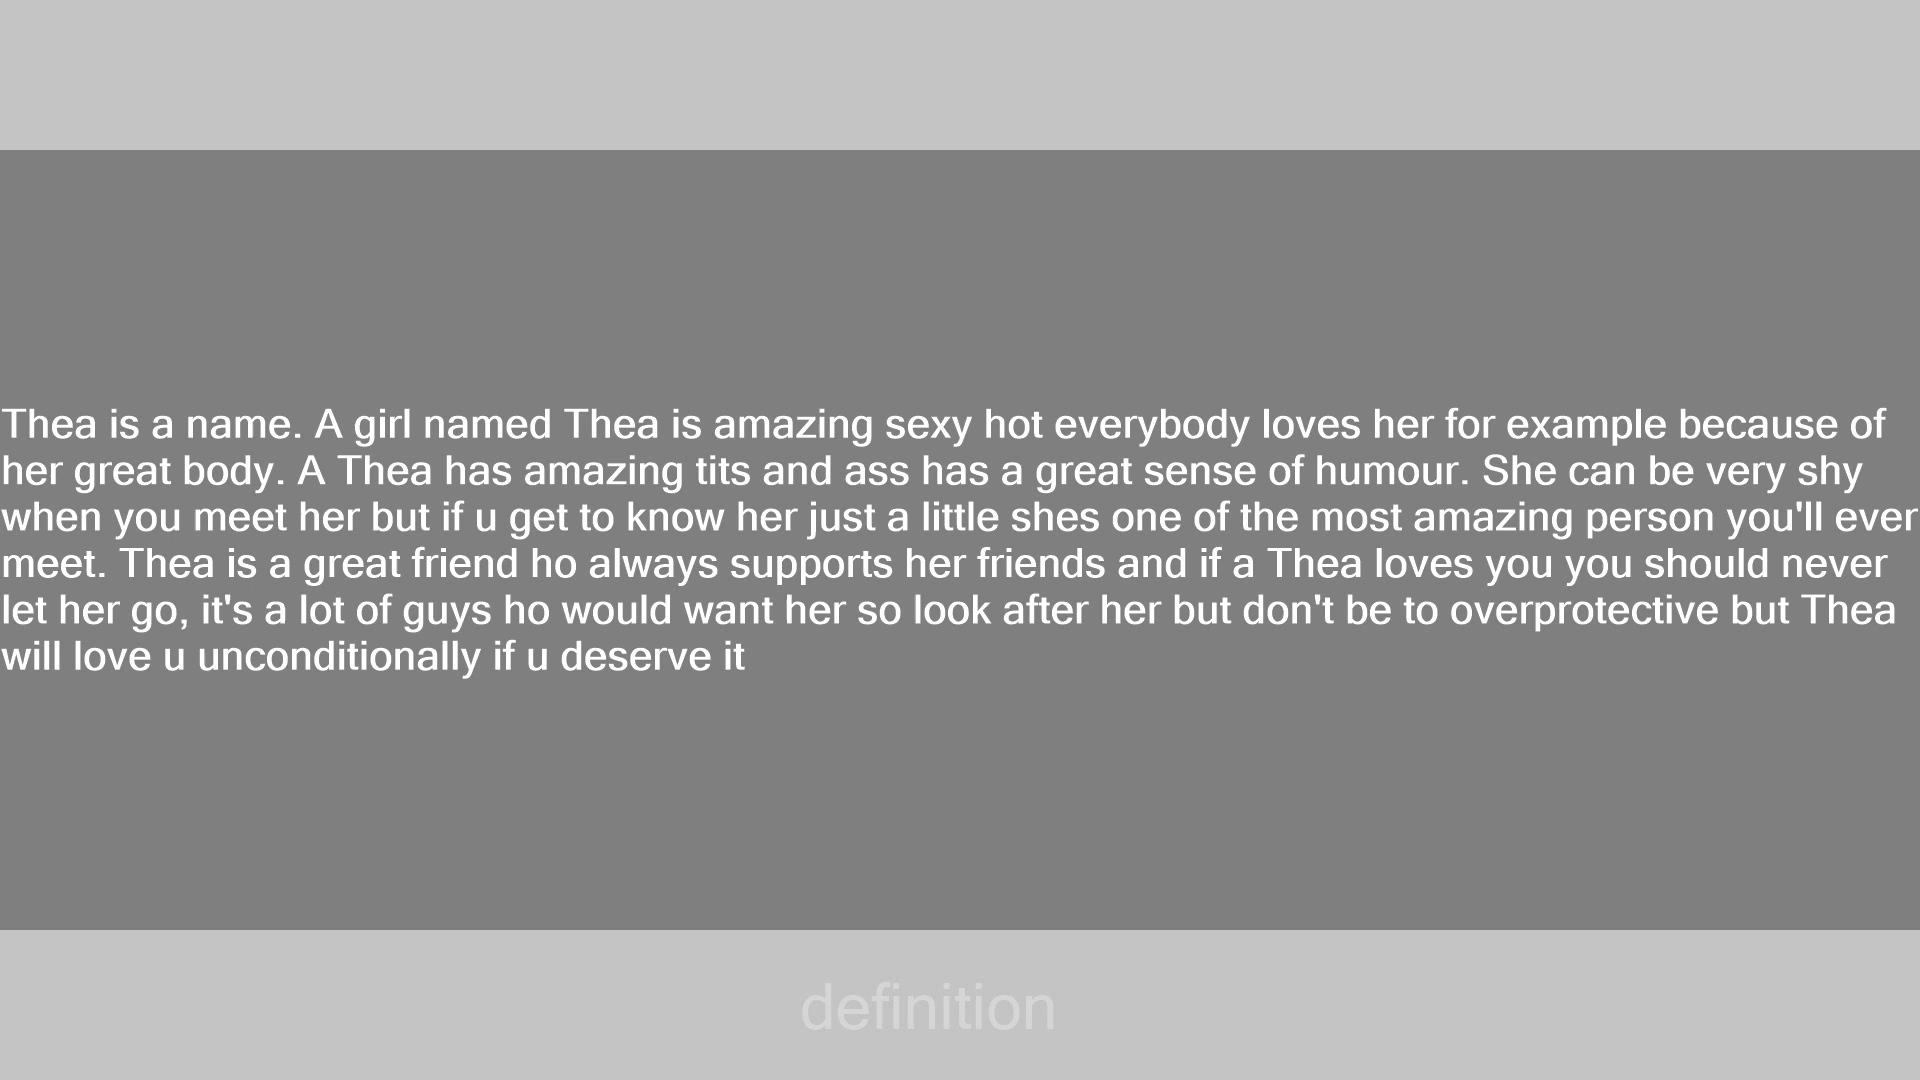 Thea is a name. A girl named Thea is amazing sexy hot everybody loves her for example because of
her great body. A Thea has amazing tits and ass has a great sense of humour. She can be very shy
when you meet her but if u get to know her just a little shes one of the most amazing person you'll ever
meet. Thea is a great friend ho always supports her friends and if a Thea loves you you should never
let her go, it's a lot of guys ho would want her so look after her but don't be to overprotective but Thea
will love u unconditionally if u deserve it
definition